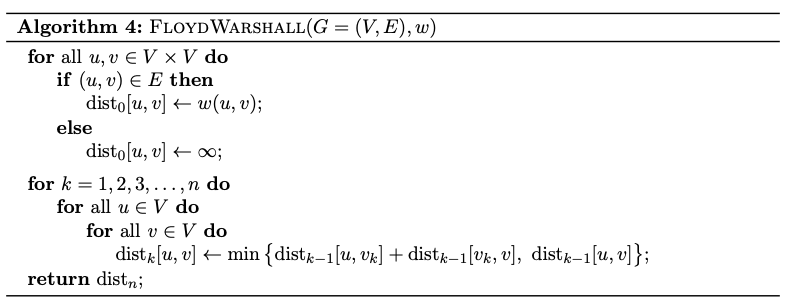 Algorithm 4: FLOYDWARSHALL(G = (V, E), w)
for all u, v ∈ V × V do
if (u, v) ∈ E then
dist₀[u, v] ← w(u, v);
else
dist₀[u, v] ← ∞;
for k = 1, 2, 3, . . . , n do
for all u ∈ V do
for all v ∈ V do
distₖ[u, v] ← min {distₖ₋₁[u, vₖ] + distₖ₋₁[vₖ, v], distₖ₋₁[u, v]};
return distₙ;